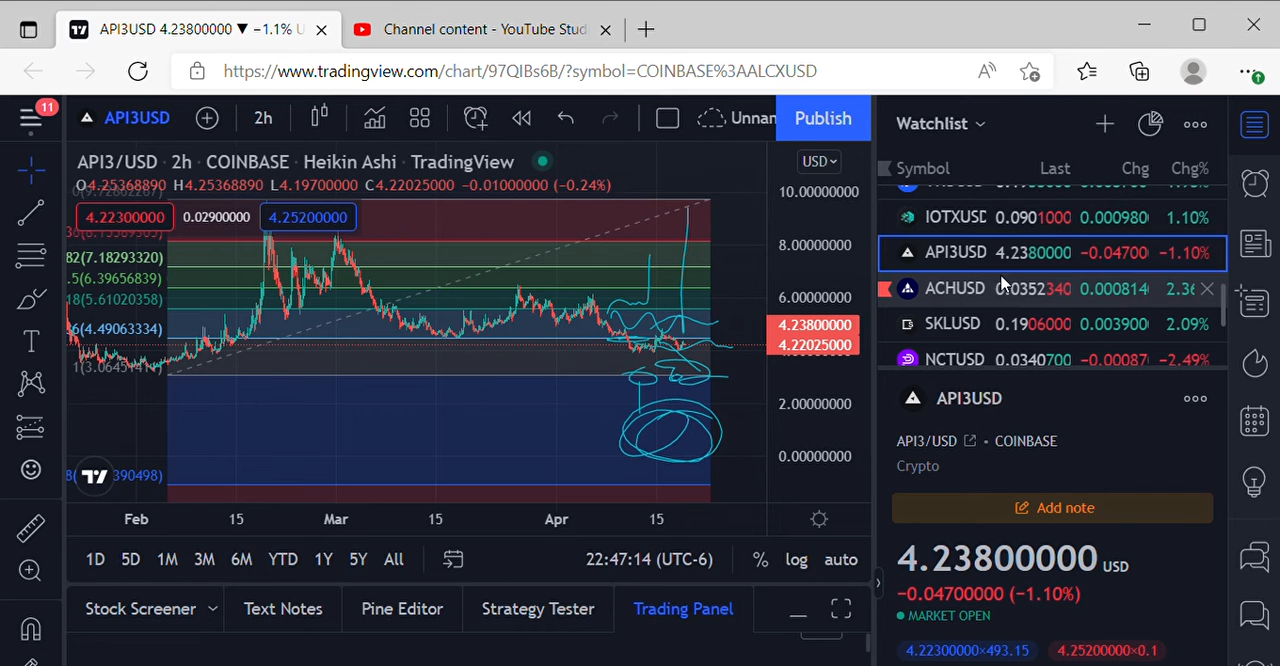 API3USD 4.23800000 ▼ −1.1% U
Channel content - YouTube Stud
https://www.tradingview.com/chart/97QIBs6B/?symbol=COINBASE%3AALCXUSD
11
API3USD
2h
Unnan
Publish
API3/USD · 2h · COINBASE · Heikin Ashi · TradingView
USD
O4.25368890 H4.25368890 L4.19700000 C4.22025000 −0.01000000 (−0.24%)
4.22300000
0.02900000
4.25200000
82(7.18293320)
.5(6.39656839)
18(5.61020358)
6(4.49063334)
390498)
10.00000000
8.00000000
6.00000000
4.23800000
4.22025000
2.00000000
0.00000000
Feb
15
Mar
15
Apr
15
1D
5D
1M
3M
6M
YTD
1Y
5Y
All
22:47:14 (UTC-6)
%
log
auto
Stock Screener
Text Notes
Pine Editor
Strategy Tester
Trading Panel
Watchlist
Symbol Last Chg Chg%
IOTXUSD 0.0901000 0.000980 1.10%
API3USD 4.2380000 −0.04700 −1.10%
ACHUSD 0.0352340 0.000814 2.36
SKLUSD 0.1906000 0.003900 2.09%
NCTUSD 0.0340700 −0.00087 −2.49%
API3USD
API3/USD · COINBASE
Crypto
Add note
4.23800000 USD
−0.04700000 (−1.10%)
MARKET OPEN
4.22300000×493.15
4.25200000×0.1